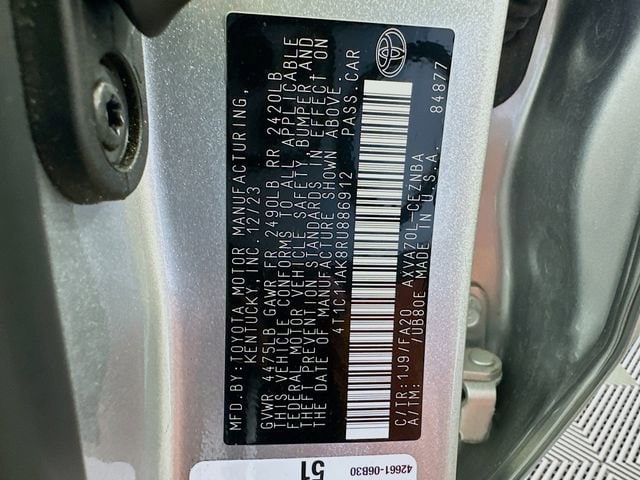 MFD.BY:TOYOTA MOTOR MANUFACTURING,
KENTUCKY, INC. 12/23
GVWR 4475LB GAWR FR 2490LB RR 2420LB
THIS VEHICLE CONFORMS TO ALL APPLICABLE
FEDERAL MOTOR VEHICLE SAFETY, BUMPER AND
THEFT PREVENTION STANDARDS IN EFFECT ON
THE DATE OF MANUFACTURE SHOWN ABOVE.
4T1C11AK8RU886912 PASS.CAR
C/TR:1J9/FA20 AXVA70L-CEZNBA
A/TM: /UB80E MADE IN U.S.A. 84877
42661-06B30
51